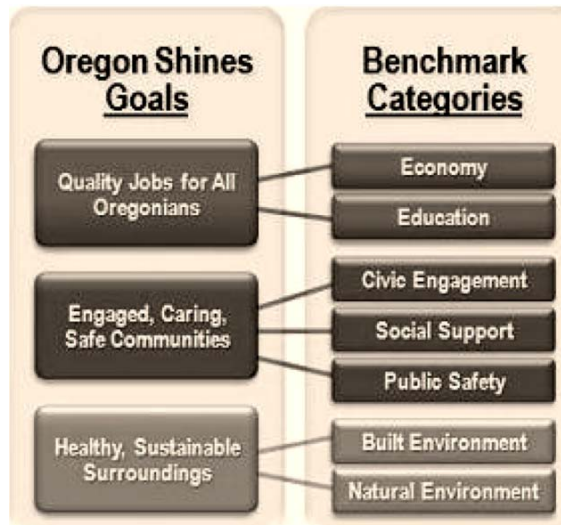 Oregon Shines
Goals
Benchmark
Categories
Quality Jobs for All
Oregonians
Economy
Education
Engaged, Caring,
Safe Communities
Civic Engagement
Social Support
Public Safety
Healthy, Sustainable
Surroundings
Built Environment
Natural Environment